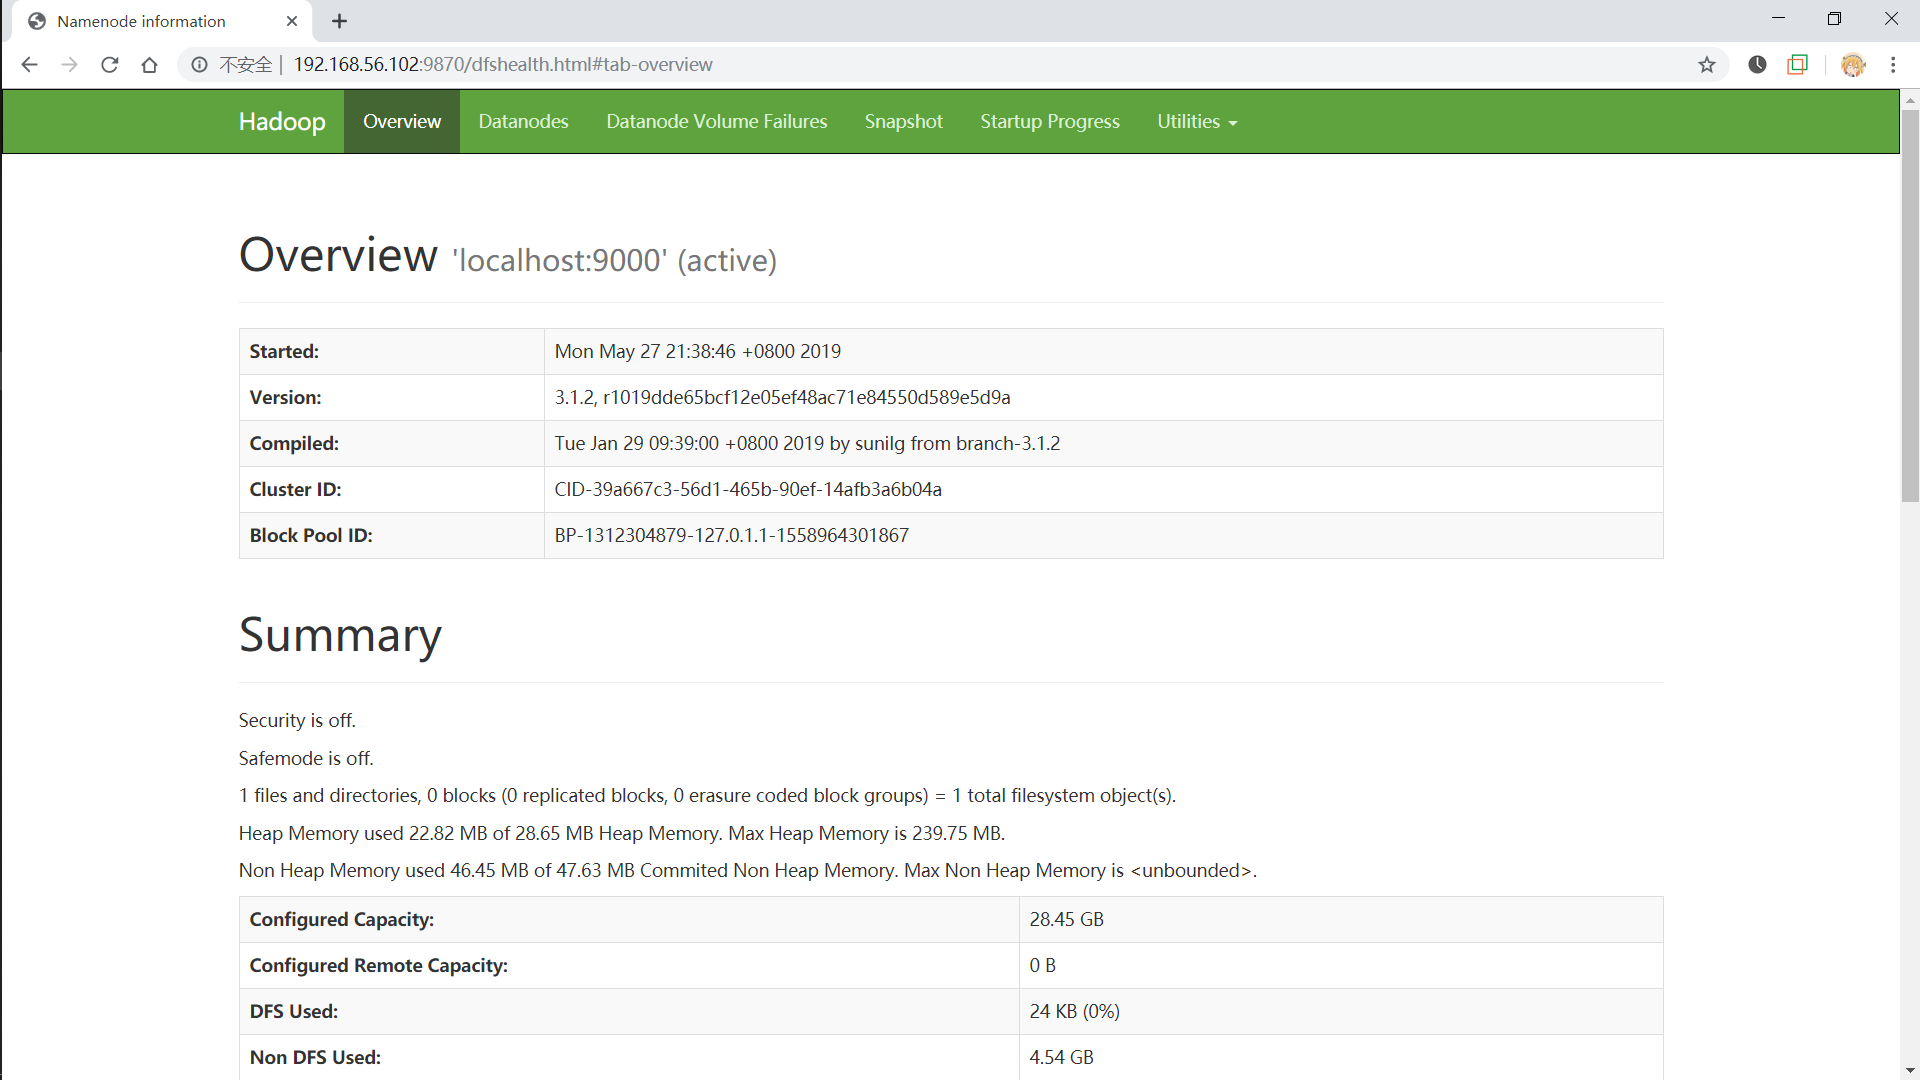 Namenode information
不安全 | 192.168.56.102:9870/dfshealth.html#tab-overview
Hadoop Overview Datanodes Datanode Volume Failures Snapshot Startup Progress Utilities
Overview 'localhost:9000' (active)
Started: Mon May 27 21:38:46 +0800 2019
Version: 3.1.2, r1019dde65bcf12e05ef48ac71e84550d589e5d9a
Compiled: Tue Jan 29 09:39:00 +0800 2019 by sunilg from branch-3.1.2
Cluster ID: CID-39a667c3-56d1-465b-90ef-14afb3a6b04a
Block Pool ID: BP-1312304879-127.0.1.1-1558964301867
Summary
Security is off.
Safemode is off.
1 files and directories, 0 blocks (0 replicated blocks, 0 erasure coded block groups) = 1 total filesystem object(s).
Heap Memory used 22.82 MB of 28.65 MB Heap Memory. Max Heap Memory is 239.75 MB.
Non Heap Memory used 46.45 MB of 47.63 MB Commited Non Heap Memory. Max Non Heap Memory is <unbounded>.
Configured Capacity: 28.45 GB
Configured Remote Capacity: 0 B
DFS Used: 24 KB (0%)
Non DFS Used: 4.54 GB